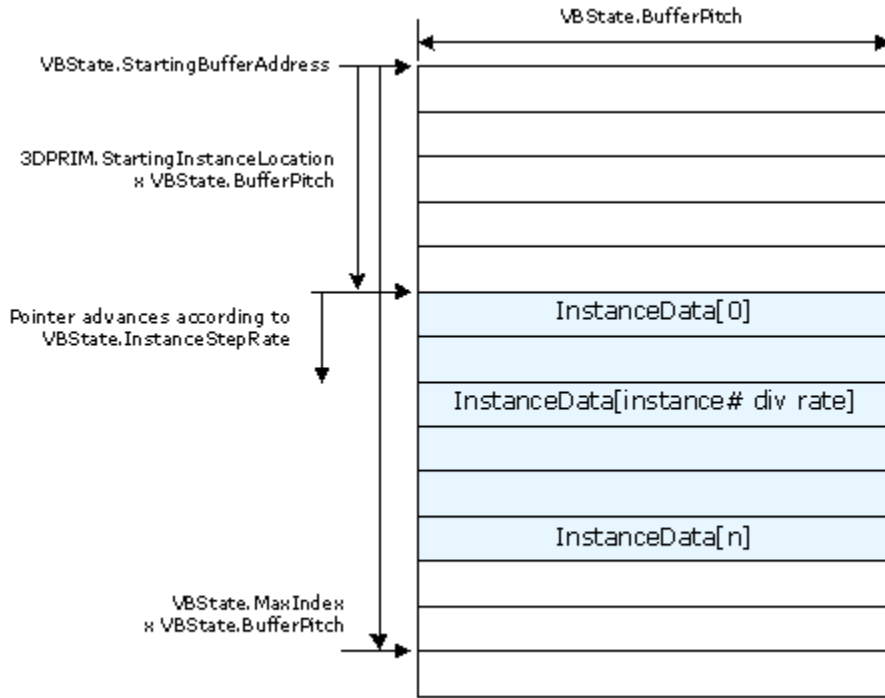 VBState.BufferPitch
VBState.StartingBufferAddress
3DPRIM.StartingInstanceLocation
x VBState.BufferPitch
InstanceData[0]
Pointer advances according to
VBState.InstanceStepRate
InstanceData[instance# div rate]
InstanceData[n]
VBState.MaxIndex
x VBState.BufferPitch